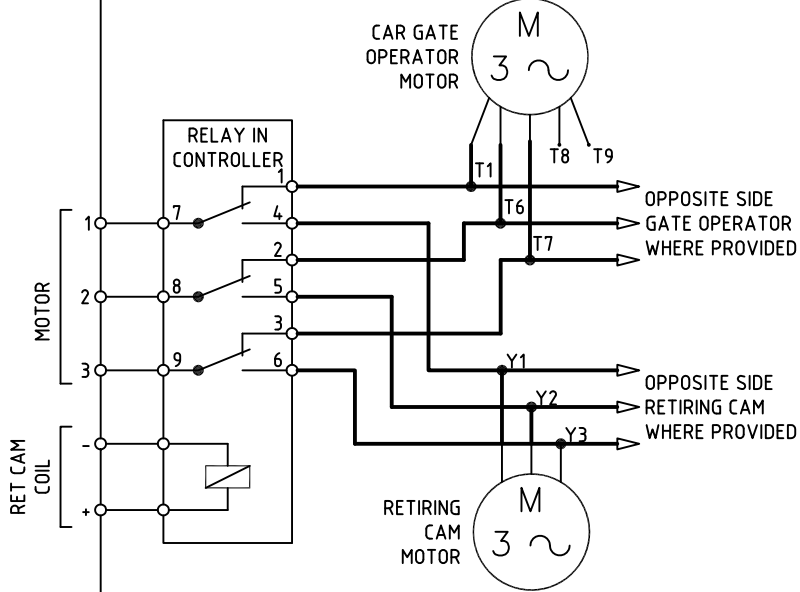 CAR GATE
OPERATOR
MOTOR
M
3
T8
T9
RELAY IN
CONTROLLER
1
T1
OPPOSITE SIDE
GATE OPERATOR
WHERE PROVIDED
7
4
T6
1
2
T7
MOTOR
2
8
5
3
3
9
6
Y1
OPPOSITE SIDE
RETIRING CAM
WHERE PROVIDED
Y2
Y3
RET CAM
COIL
-
+
RETIRING
CAM
MOTOR
M
3